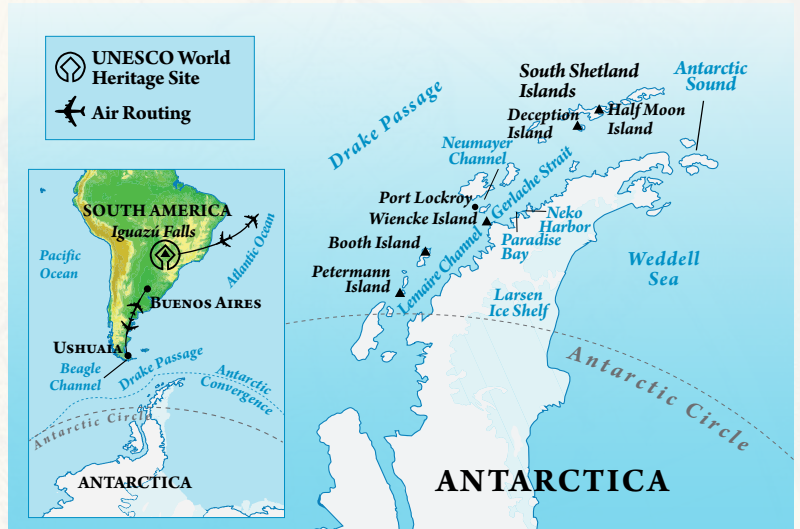 UNESCO World
Heritage Site
Air Routing
SOUTH AMERICA
Iguazú Falls
Pacific
Ocean
Atlantic Ocean
BUENOS AIRES
USHUAIA
Beagle
Channel
Drake Passage
Antarctic
Convergence
Antarctic Circle
ANTARCTICA
Drake Passage
South Shetland
Islands
Antarctic
Sound
Deception
Island
Half Moon
Island
Neumayer
Channel
Gerlache Strait
Port Lockroy
Wiencke Island
Neko
Harbor
Paradise
Bay
Booth Island
Lemaire Channel
Petermann
Island
Weddell
Sea
Larsen
Ice Shelf
Antarctic Circle
ANTARCTICA